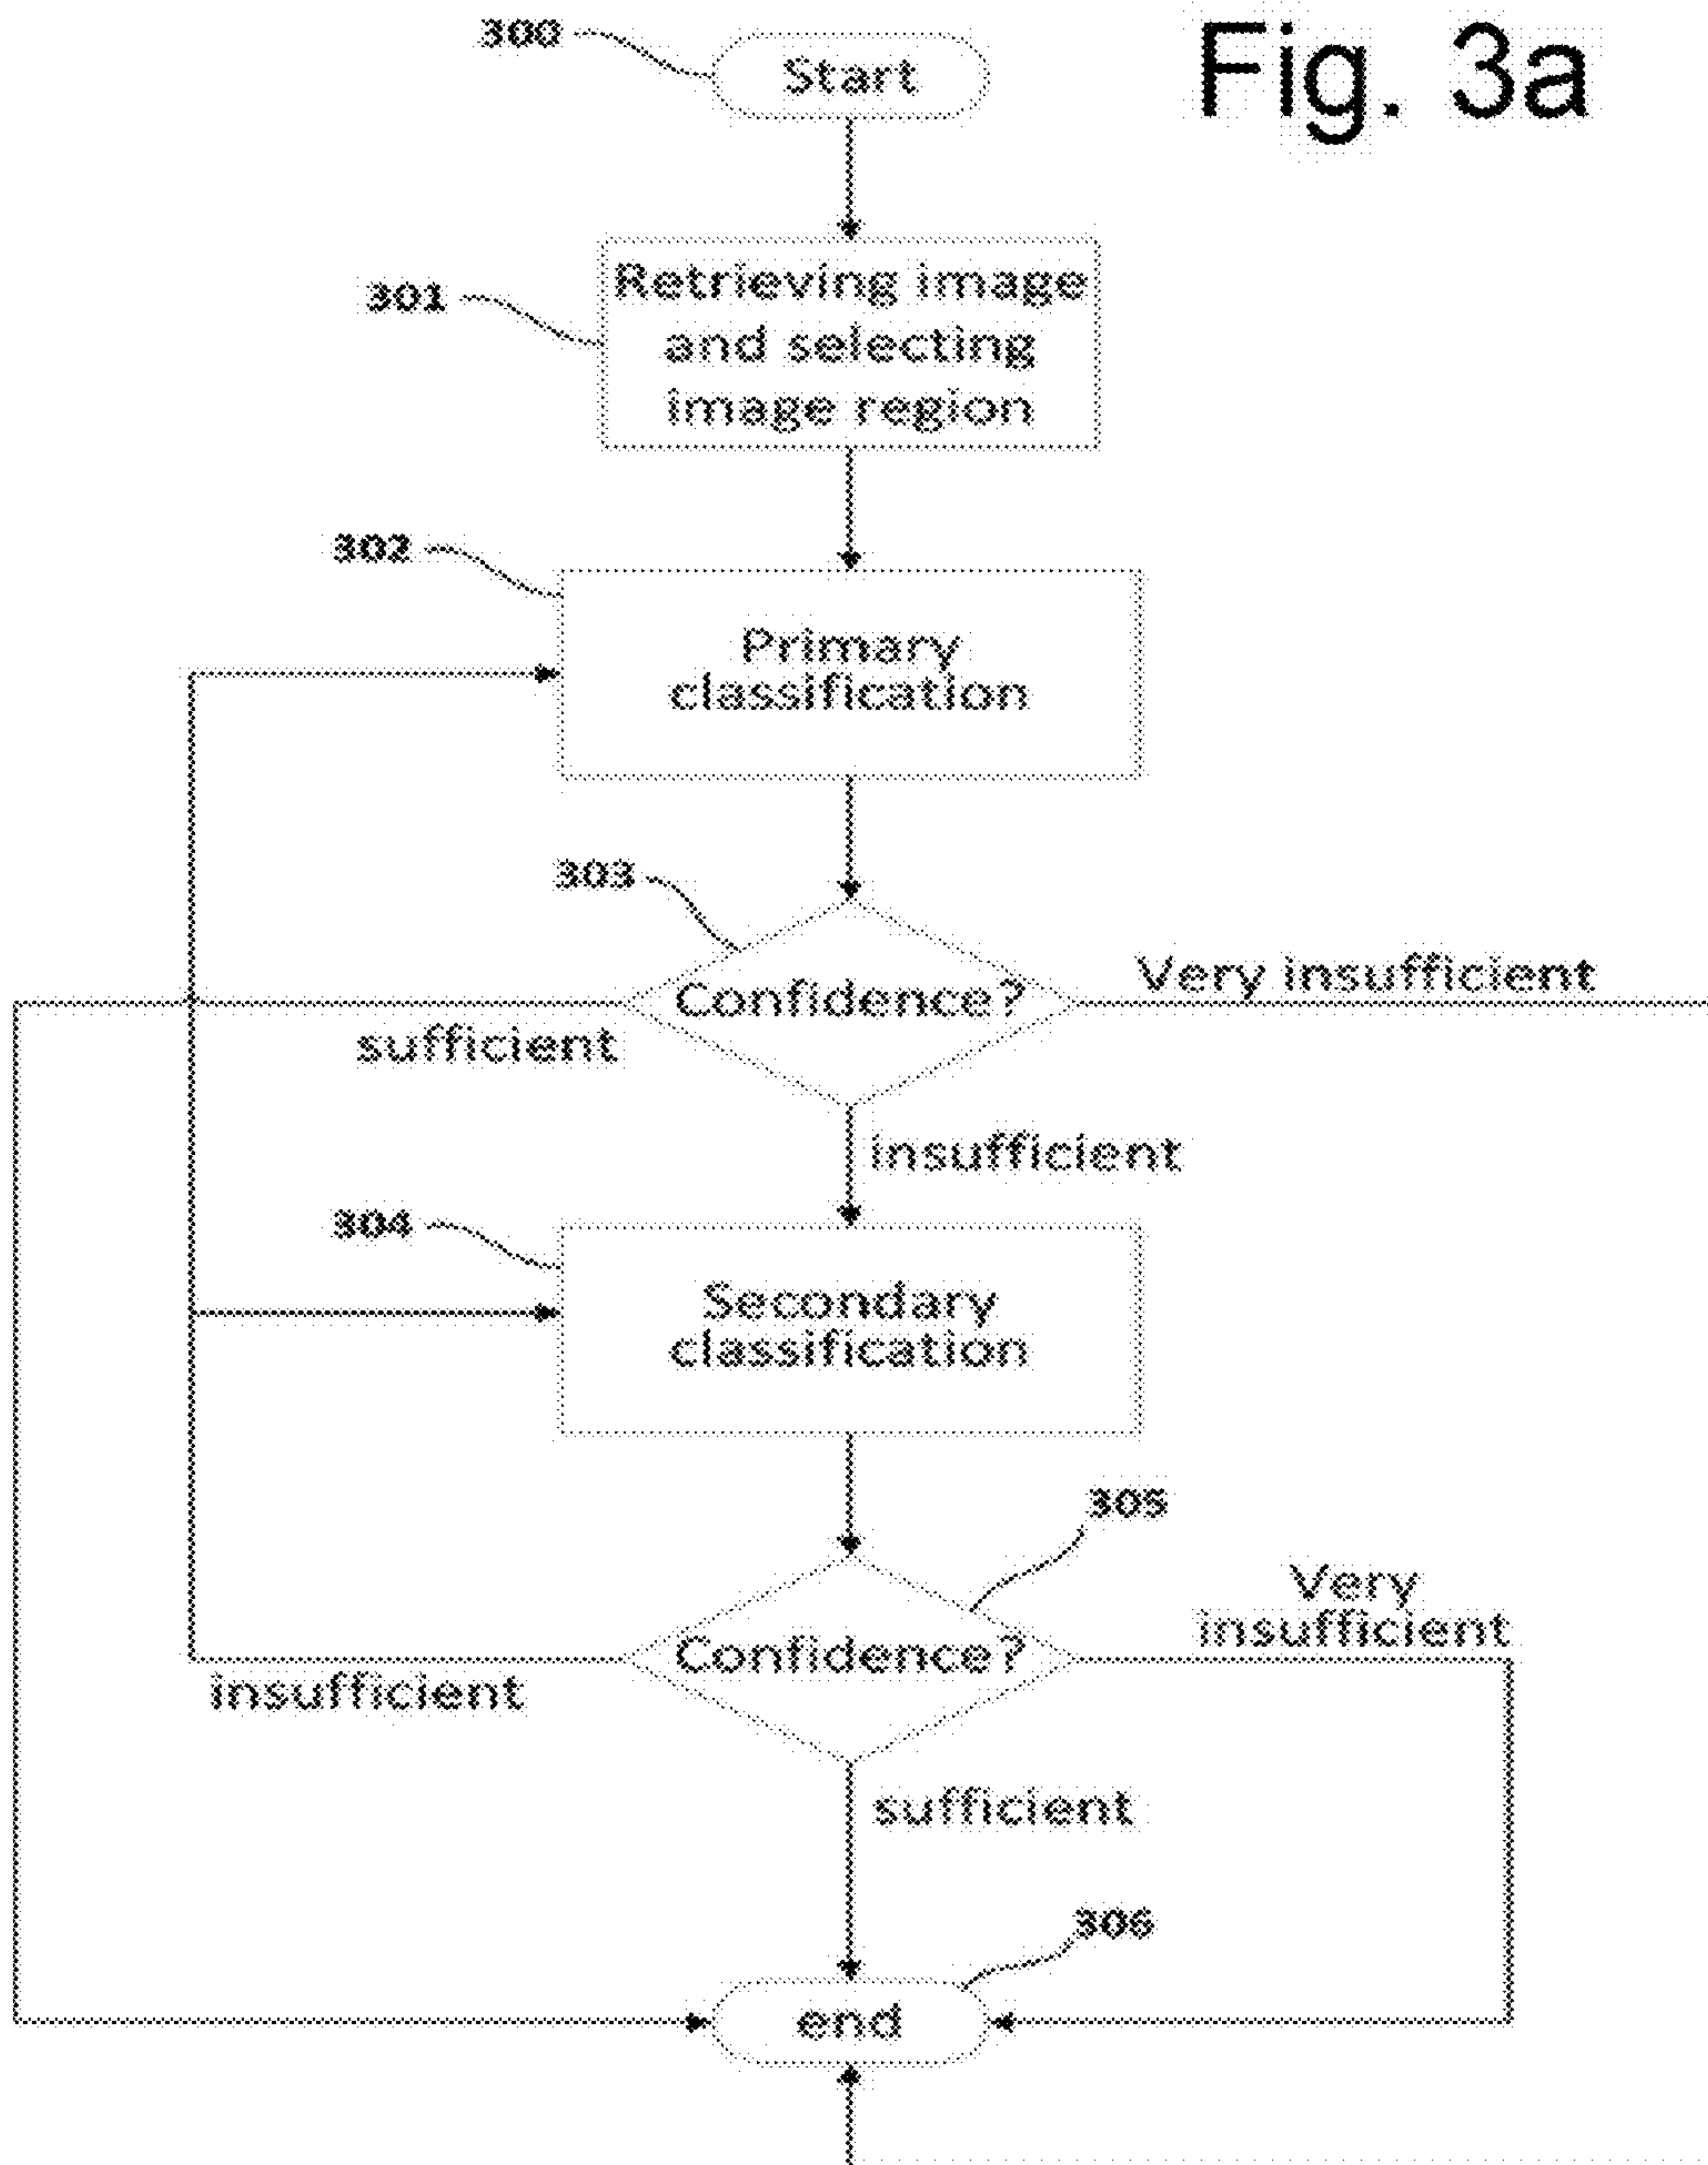 Fig. 3a
300
Start
301
Retrieving image
and selecting
image region
302
Primary
classification
303
Confidence?
Very insufficient
sufficient
insufficient
304
Secondary
classification
305
Confidence?
Very
insufficient
insufficient
sufficient
306
end